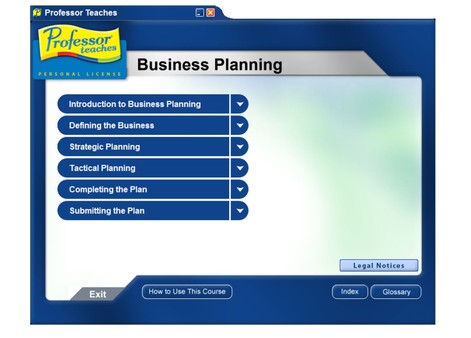 Professor Teaches
Professor
teaches
PERSONAL LICENSE
Business Planning
Introduction to Business Planning
Defining the Business
Strategic Planning
Tactical Planning
Completing the Plan
Submitting the Plan
Legal Notices
Exit
How to Use This Course
Index
Glossary